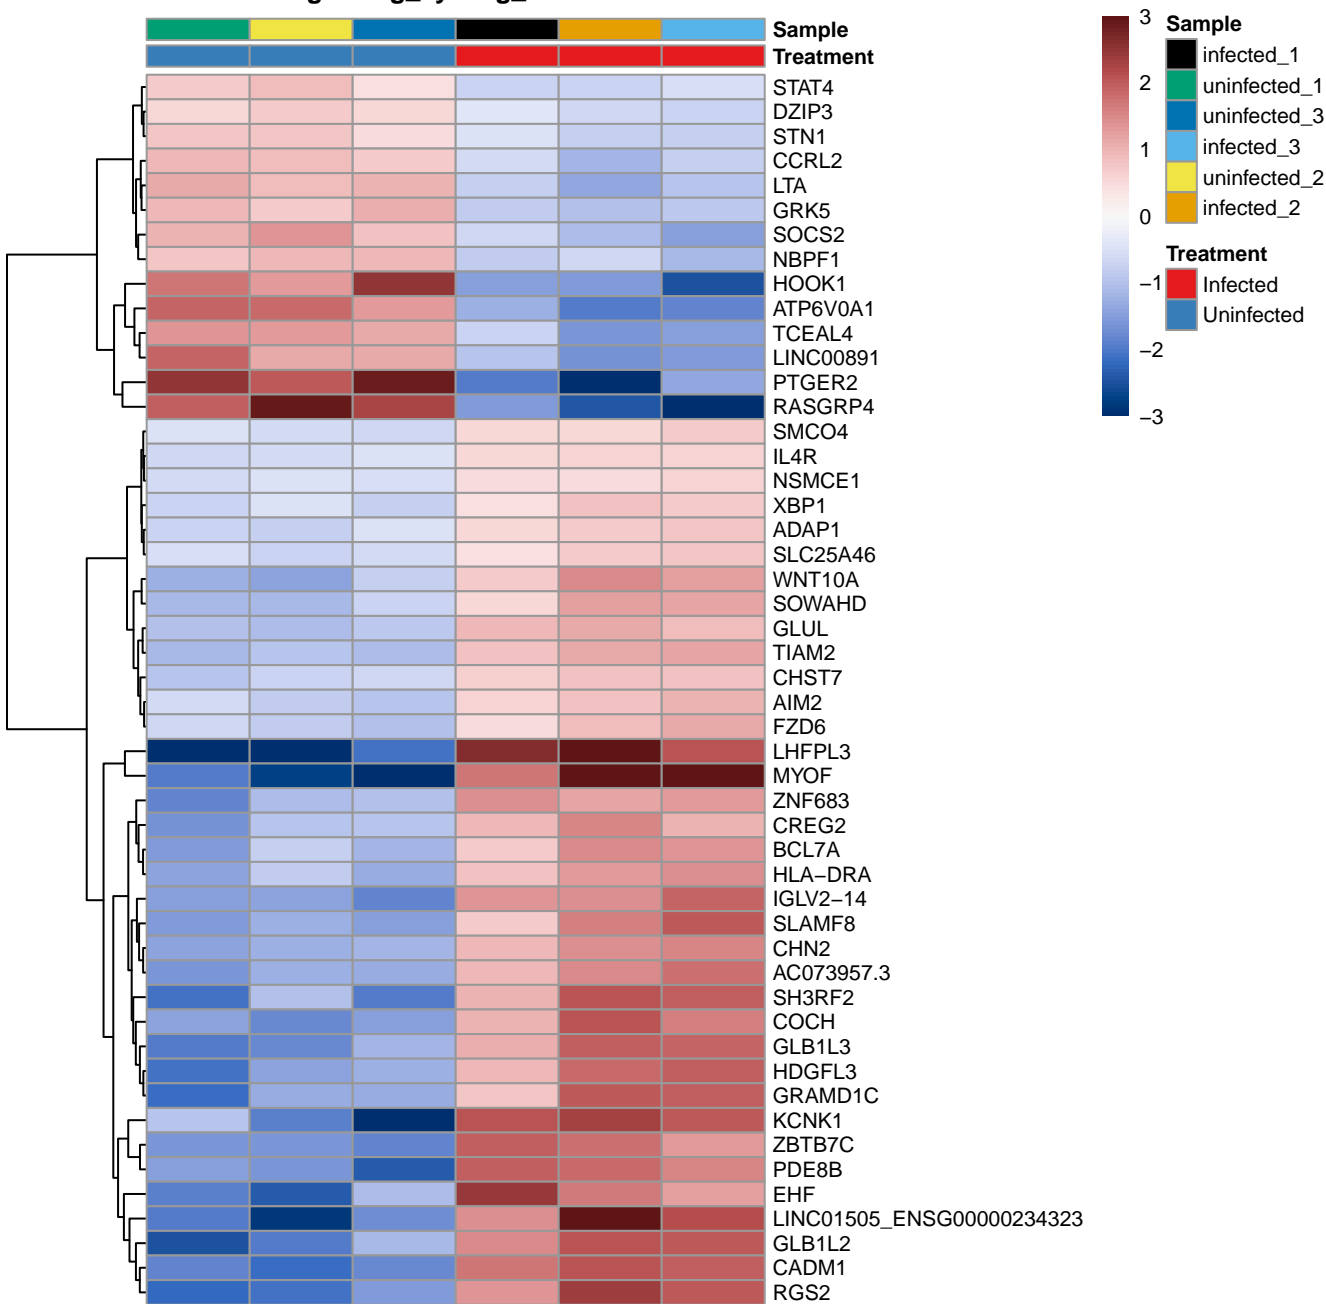 Sample
Treatment
STAT4
DZIP3
STN1
CCRL2
LTA
GRK5
SOCS2
NBPF1
HOOK1
ATP6V0A1
TCEAL4
LINC00891
PTGER2
RASGRP4
SMCO4
IL4R
NSMCE1
XBP1
ADAP1
SLC25A46
WNT10A
SOWAHD
GLUL
TIAM2
CHST7
AIM2
FZD6
LHFPL3
MYOF
ZNF683
CREG2
BCL7A
HLA−DRA
IGLV2−14
SLAMF8
CHN2
AC073957.3
SH3RF2
COCH
GLB1L3
HDGFL3
GRAMD1C
KCNK1
ZBTB7C
PDE8B
EHF
LINC01505_ENSG00000234323
GLB1L2
CADM1
RGS2
3
2
1
0
−1
−2
−3
Sample
infected_1
uninfected_1
uninfected_3
infected_3
uninfected_2
infected_2
Treatment
Infected
Uninfected